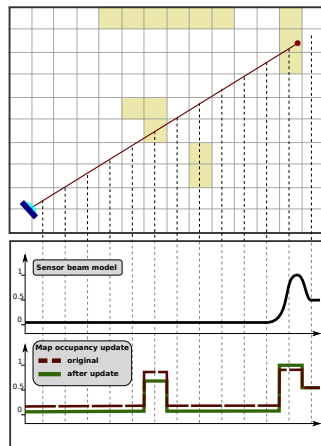 Sensor beam model
1
0.5
0
Map occupancy update
original
after update
1
0.5
0